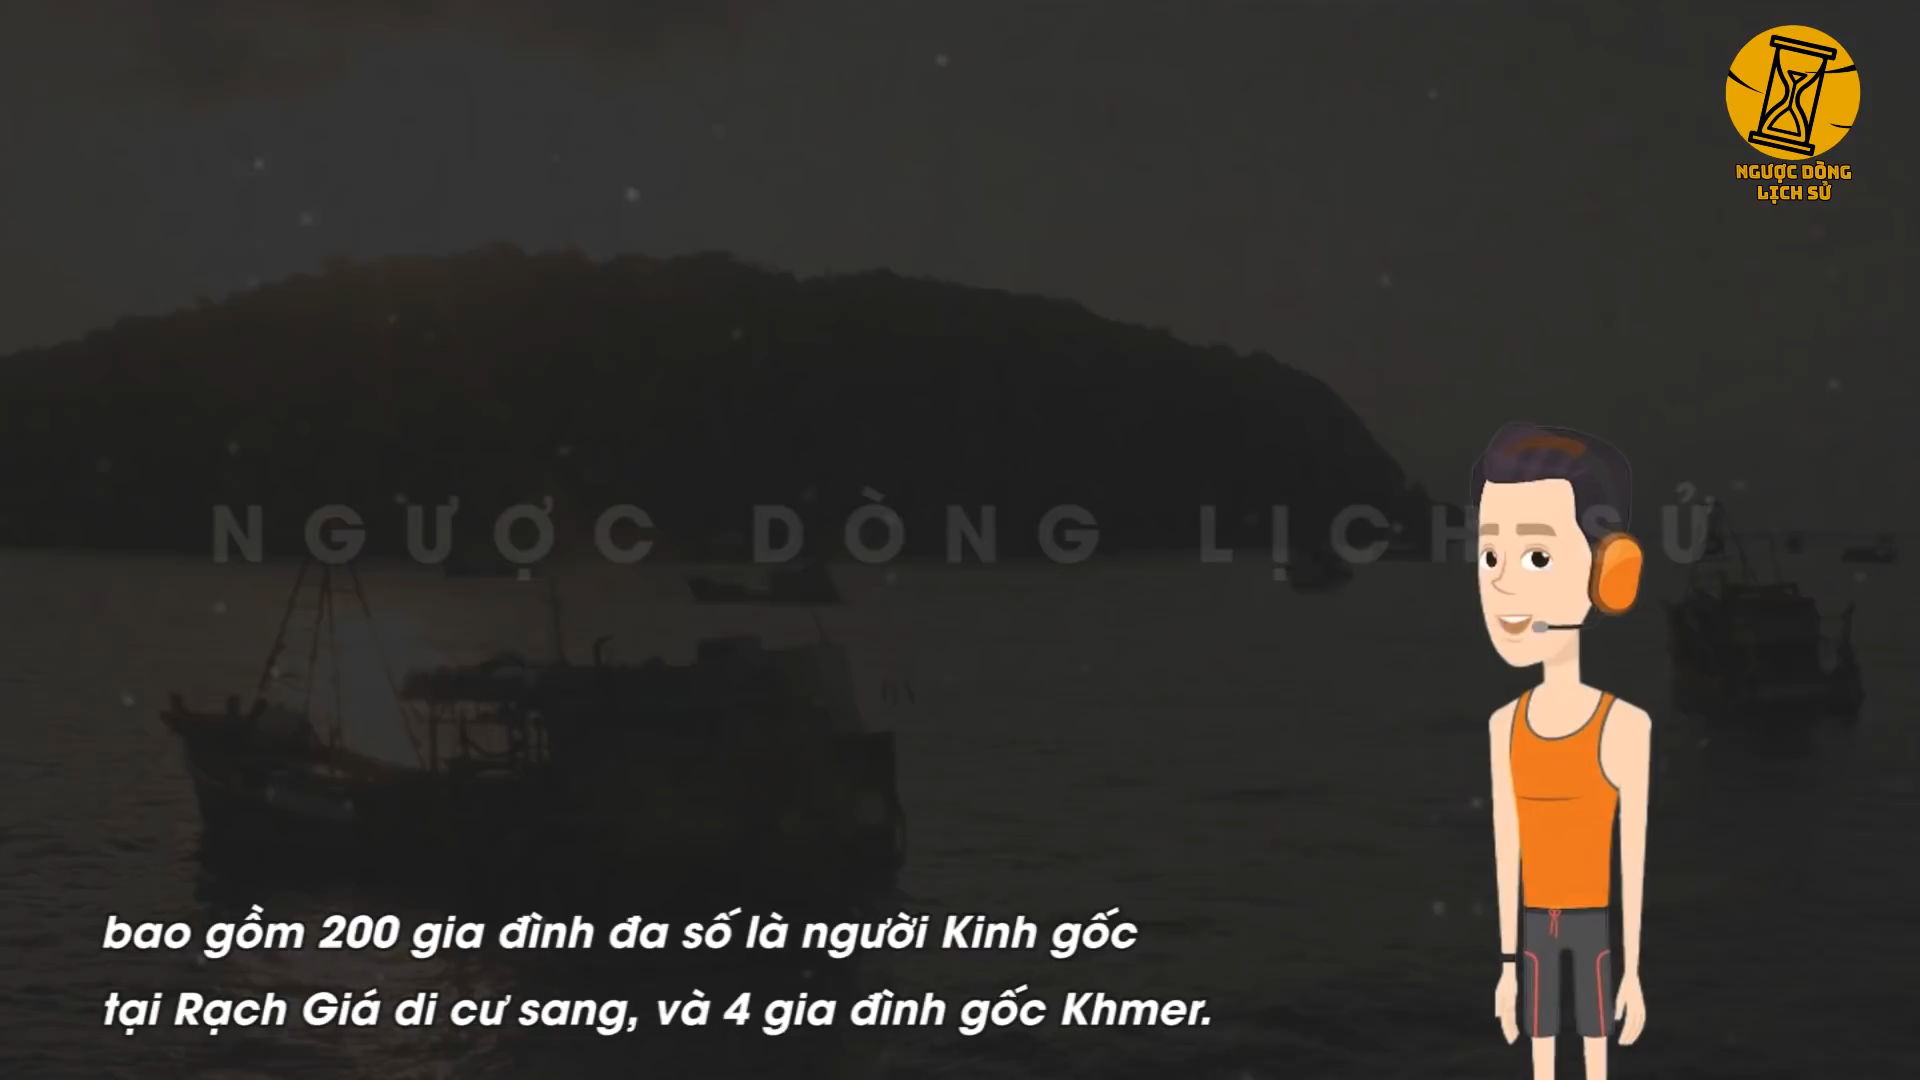 NGƯỢC DÒNG
LỊCH SỬ
NGƯỢC DÒNG LỊCH SỬ
bao gồm 200 gia đình đa số là người Kinh gốc
tại Rạch Giá di cư sang, và 4 gia đình gốc Khmer.